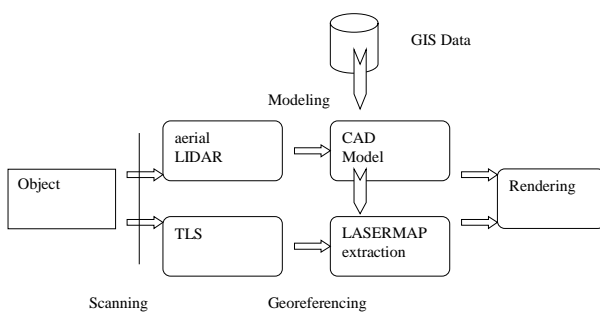 GIS Data
Modeling
aerial
LIDAR
CAD
Model
Object
Rendering
TLS
LASERMAP
extraction
Scanning
Georeferencing